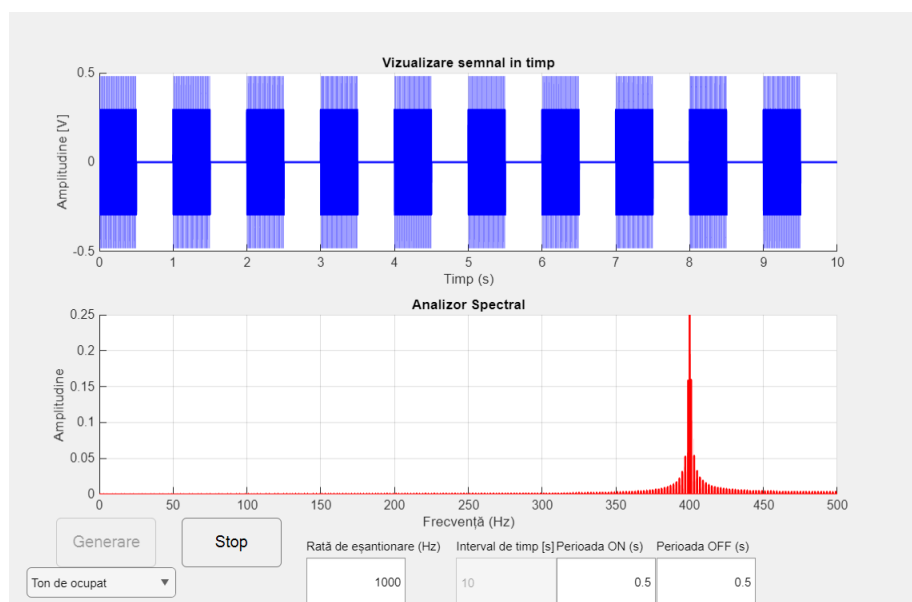 Vizualizare semnal in timp
0.5
0
-0.5
Amplitudine [V]
0 1 2 3 4 5 6 7 8 9 10
Timp (s)
Analizor Spectral
0.25
0.2
0.15
0.1
0.05
0
Amplitudine
0 50 100 150 200 250 300 350 400 450 500
Frecvență (Hz)
Generare
Stop
Rată de eșantionare (Hz) Interval de timp [s] Perioada ON (s) Perioada OFF (s)
Ton de ocupat
1000 10 0.5 0.5